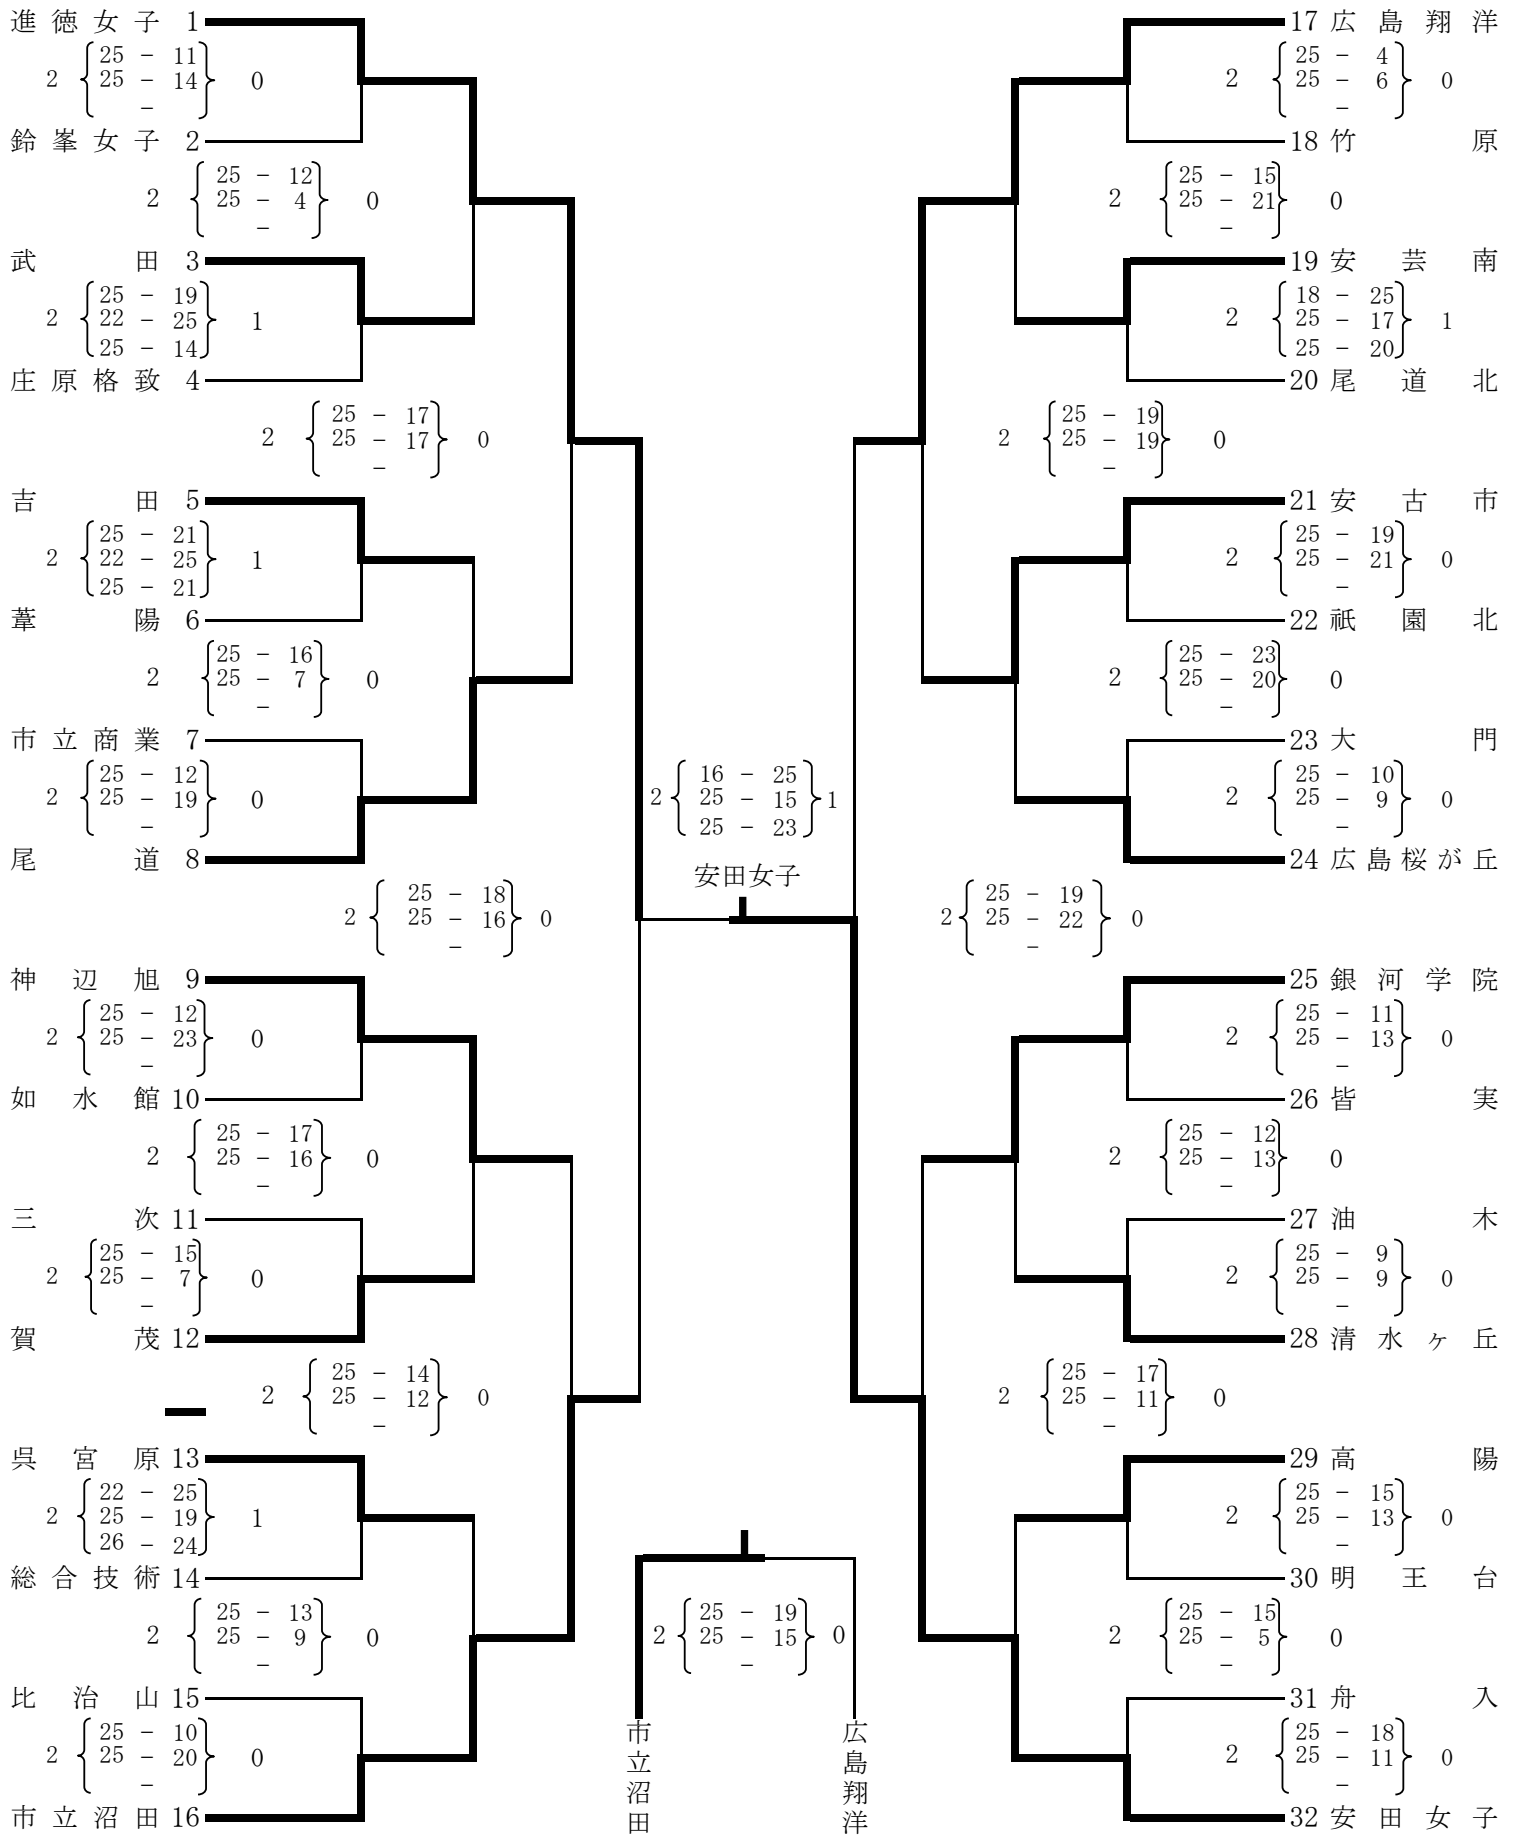 進徳女子 1
2 25 - 11 0
25 - 14
-
鈴峯女子 2
2 25 - 12 0
25 - 4
-
武田 3
2 25 - 19 1
22 - 25
25 - 14
庄原格致 4
2 25 - 17 0
25 - 17
-
吉田 5
2 25 - 21 1
22 - 25
25 - 21
葦陽 6
2 25 - 16 0
25 - 7
-
市立商業 7
2 25 - 12 0
25 - 19
-
尾道 8
2 25 - 18 0
25 - 16
-
神辺旭 9
2 25 - 12 0
25 - 23
-
如水館 10
2 25 - 17 0
25 - 16
-
三次 11
2 25 - 15 0
25 - 7
-
賀茂 12
2 25 - 14 0
25 - 12
-
呉宮原 13
2 22 - 25 1
25 - 19
26 - 24
総合技術 14
2 25 - 13 0
25 - 9
-
比治山 15
2 25 - 10 0
25 - 20
-
市立沼田 16
2 16 - 25 1
25 - 15
25 - 23
安田女子
2 25 - 19 0
25 - 15
-
市立沼田
広島翔洋
17 広島翔洋
2 25 - 4 0
25 - 6
-
18 竹原
2 25 - 15 0
25 - 21
-
19 安芸南
2 18 - 25 1
25 - 17
25 - 20
20 尾道北
2 25 - 19 0
25 - 19
-
21 安古市
2 25 - 19 0
25 - 21
-
22 祇園北
2 25 - 23 0
25 - 20
-
23 大門
2 25 - 10 0
25 - 9
-
24 広島桜が丘
2 25 - 19 0
25 - 22
-
25 銀河学院
2 25 - 11 0
25 - 13
-
26 皆実
2 25 - 12 0
25 - 13
-
27 油木
2 25 - 9 0
25 - 9
-
28 清水ヶ丘
2 25 - 17 0
25 - 11
-
29 高陽
2 25 - 15 0
25 - 13
-
30 明王台
2 25 - 15 0
25 - 5
-
31 舟入
2 25 - 18 0
25 - 11
-
32 安田女子